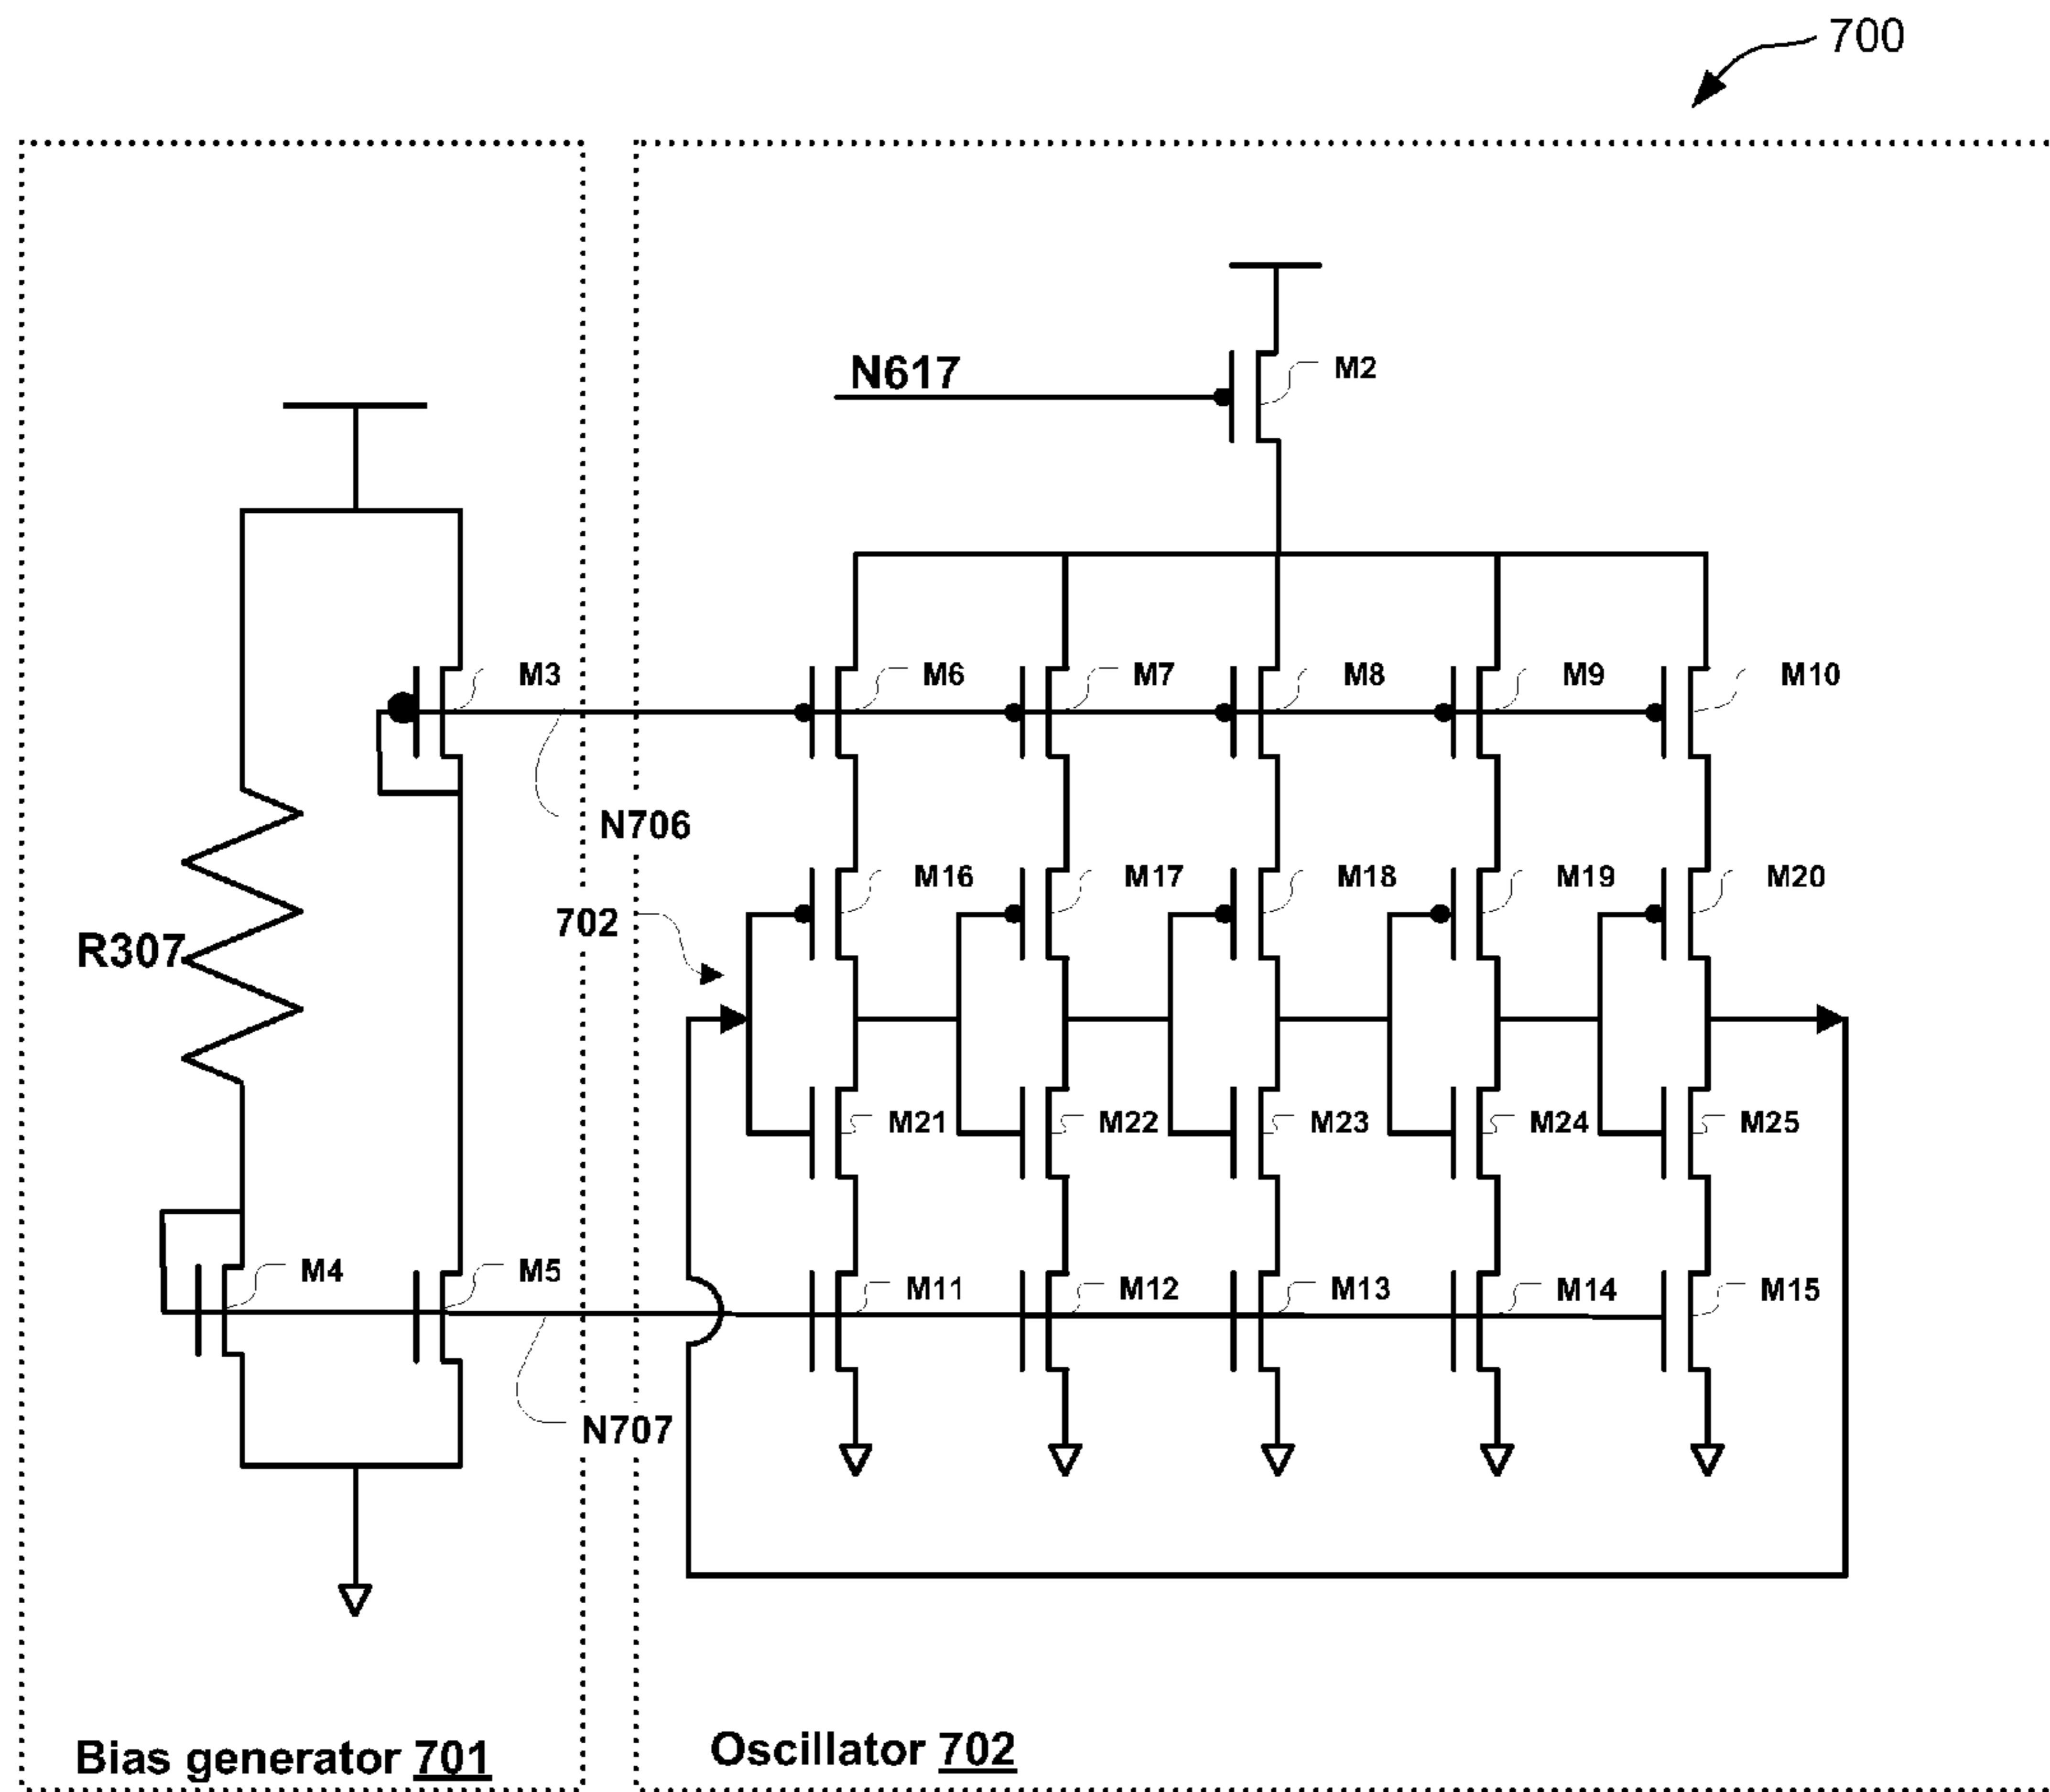 700
N617
M2
M3
M6
M7
M8
M9
M10
N706
M16
M17
M18
M19
M20
702
R307
M21
M22
M23
M24
M25
M4
M5
M11
M12
M13
M14
M15
N707
Bias generator 701
Oscillator 702